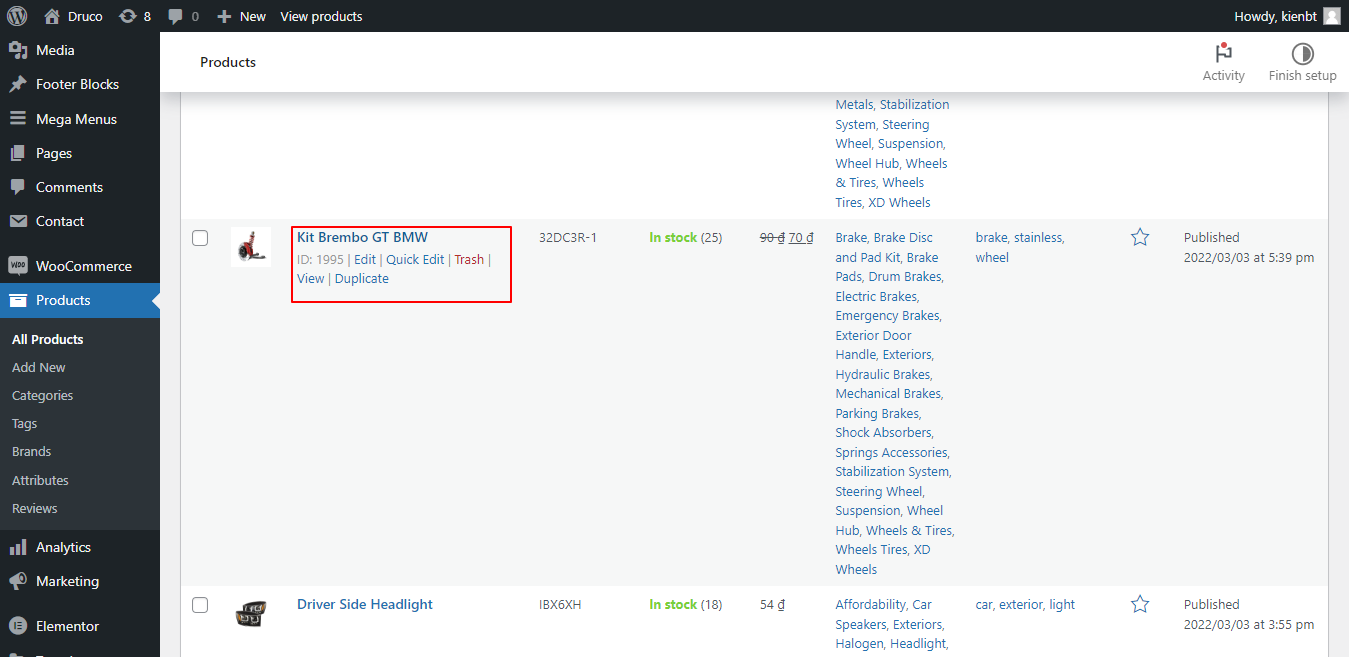 Druco
8
0
New
View products
Howdy, kienbt
Media
Footer Blocks
Mega Menus
Pages
Comments
Contact
WooCommerce
Products
All Products
Add New
Categories
Tags
Brands
Attributes
Reviews
Analytics
Marketing
Elementor
Products
Activity
Finish setup
Metals, Stabilization
System, Steering
Wheel, Suspension,
Wheel Hub, Wheels
& Tires, Wheels
Tires, XD Wheels
Kit Brembo GT BMW
ID: 1995 | Edit | Quick Edit | Trash |
View | Duplicate
32DC3R-1
In stock (25)
90 ₫ 70 ₫
Brake, Brake Disc
and Pad Kit, Brake
Pads, Drum Brakes,
Electric Brakes,
Emergency Brakes,
Exterior Door
Handle, Exteriors,
Hydraulic Brakes,
Mechanical Brakes,
Parking Brakes,
Shock Absorbers,
Springs Accessories,
Stabilization System,
Steering Wheel,
Suspension, Wheel
Hub, Wheels & Tires,
Wheels Tires, XD
Wheels
brake, stainless,
wheel
Published
2022/03/03 at 5:39 pm
Driver Side Headlight
IBX6XH
In stock (18)
54 ₫
Affordability, Car
Speakers, Exteriors,
Halogen, Headlight,
car, exterior, light
Published
2022/03/03 at 3:55 pm